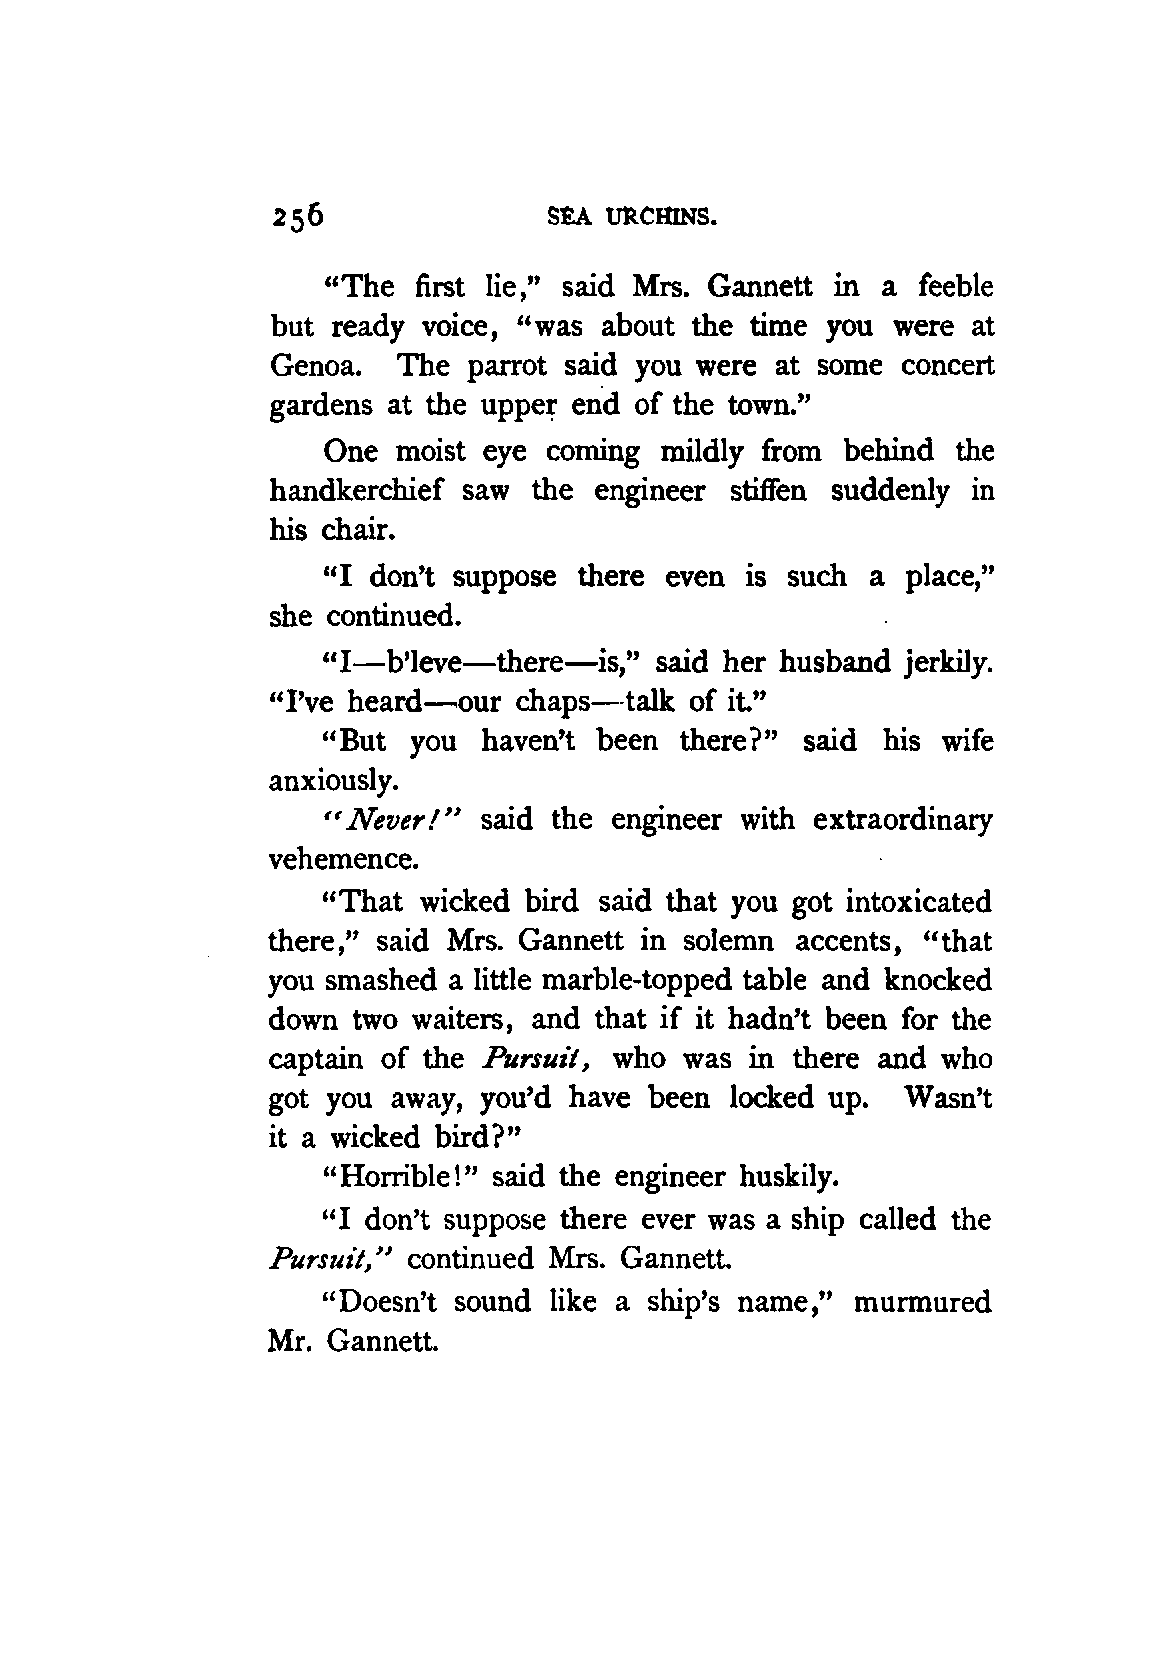 256 SEA URCHINS.
“The first lie,” said Mrs. Gannett in a feeble
but ready voice, “was about the time you were at
Genoa. The parrot said you were at some concert
gardens at the upper end of the town.”
One moist eye coming mildly from behind the
handkerchief saw the engineer stiffen suddenly in
his chair.
“I don’t suppose there even is such a place,”
she continued.
“I—b’leve—there—is,” said her husband jerkily.
“I’ve heard—our chaps—talk of it.”
“But you haven’t been there?” said his wife
anxiously.
“Never!” said the engineer with extraordinary
vehemence.
“That wicked bird said that you got intoxicated
there,” said Mrs. Gannett in solemn accents, “that
you smashed a little marble-topped table and knocked
down two waiters, and that if it hadn’t been for the
captain of the Pursuit, who was in there and who
got you away, you’d have been locked up. Wasn’t
it a wicked bird?”
“Horrible!” said the engineer huskily.
“I don’t suppose there ever was a ship called the
Pursuit,” continued Mrs. Gannett.
“Doesn’t sound like a ship’s name,” murmured
Mr. Gannett.